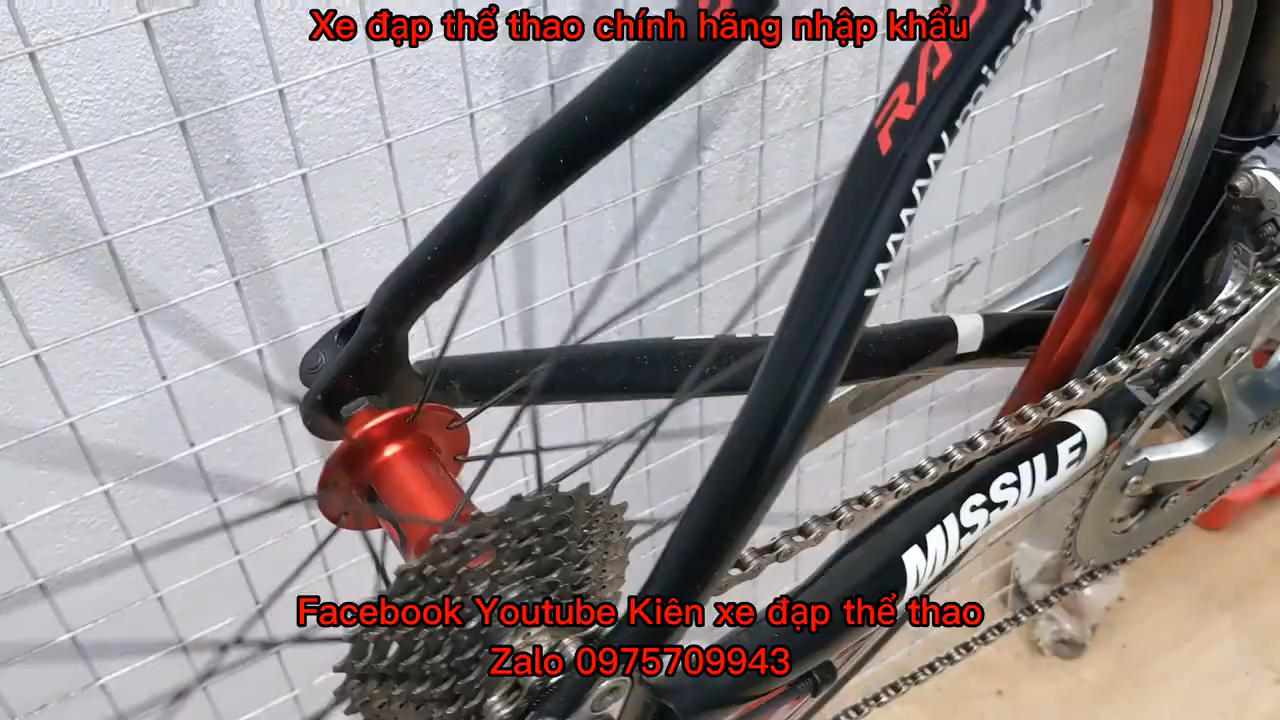 Xe đạp thể thao chính hãng nhập khẩu
MISSILE
Facebook Youtube Kiên xe đạp thể thao
Zalo 0975709943